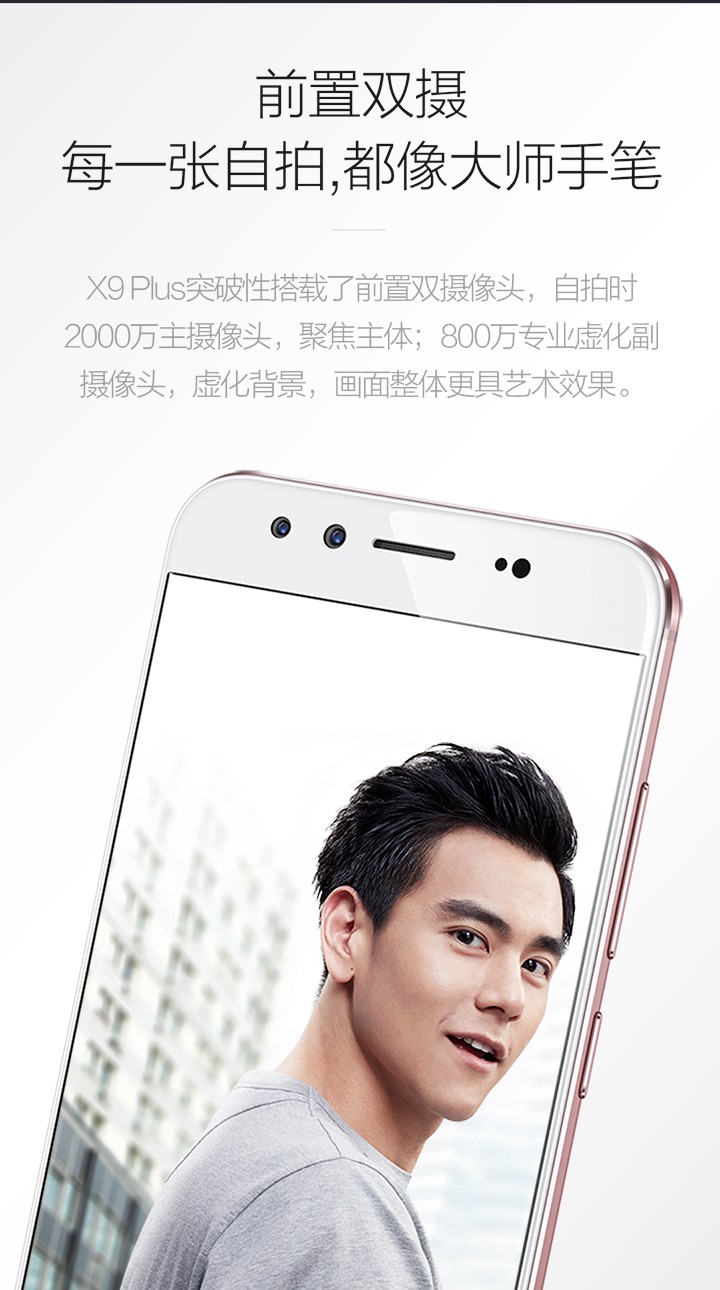 前置双摄
每一张自拍,都像大师手笔
X9 Plus突破性搭载了前置双摄像头，自拍时
2000万主摄像头，聚焦主体；800万专业虚化副
摄像头，虚化背景，画面整体更具艺术效果。